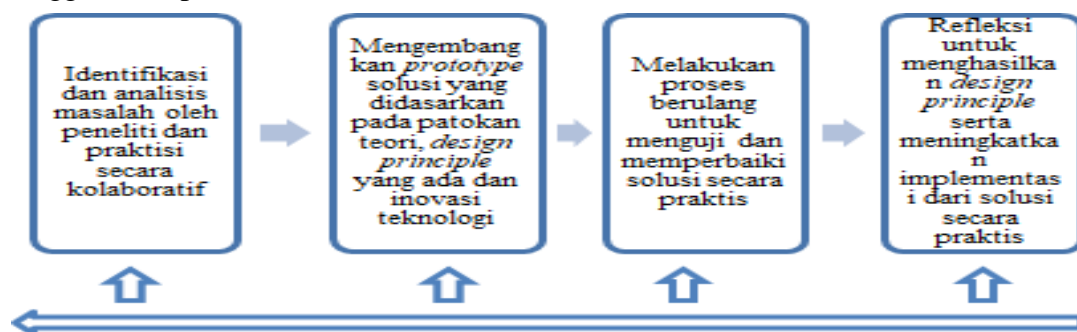 Identifikasi
dan analisis
masalah oleh
peneliti dan
praktisi
secara
kolaboratif
Mengembang
kan prototype
solusi yang
didasarkan
pada patokan
teori, design
principle
yang ada dan
inovasi
teknologi
Melakukan
proses
berulang
untuk
menguji dan
memperbaiki
solusi secara
praktis
Refleksi
untuk
menghasilka
n design
principle
serta
meningkatka
n
implementas
i dari solusi
secara
praktis